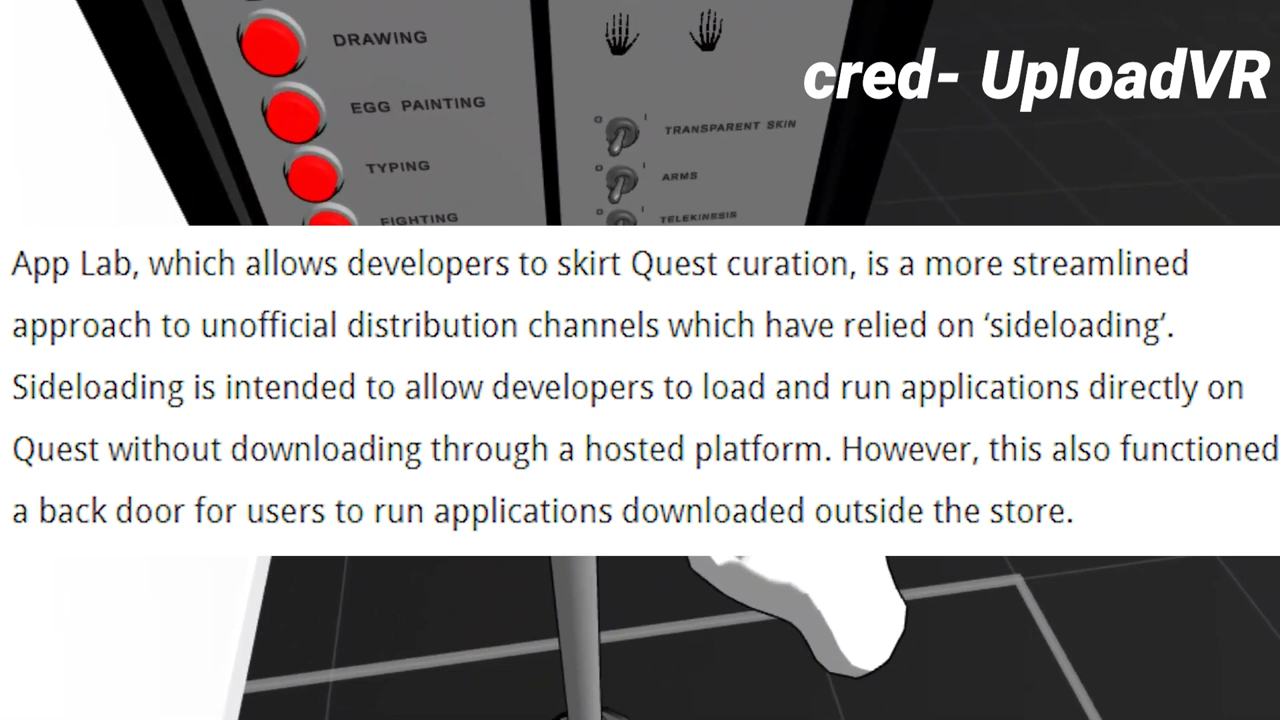 DRAWING
EGG PAINTING
TYPING
FIGHTING
O I
TRANSPARENT SKIN
O I
ARMS
O I
TELEKINESIS
cred- UploadVR
App Lab, which allows developers to skirt Quest curation, is a more streamlined
approach to unofficial distribution channels which have relied on ‘sideloading’.
Sideloading is intended to allow developers to load and run applications directly on
Quest without downloading through a hosted platform. However, this also functioned
a back door for users to run applications downloaded outside the store.